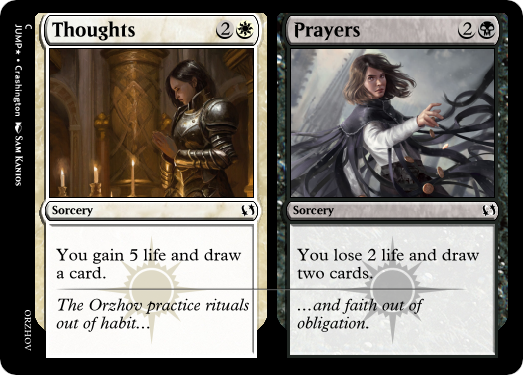 Thoughts 2
Sorcery
You gain 5 life and draw
a card.
The Orzhov practice rituals
out of habit…
Prayers 2
Sorcery
You lose 2 life and draw
two cards.
…and faith out of
obligation.
C
JUMP★ • Crashington SAM KANIOS
ORZHOV